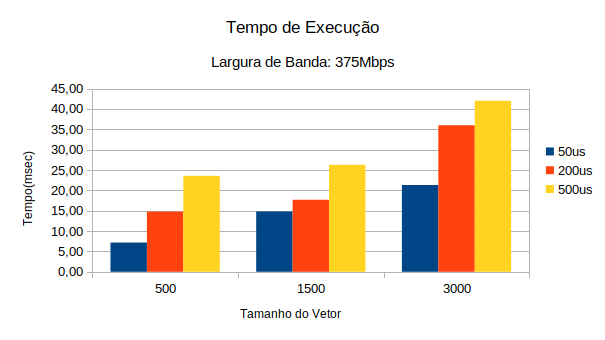 Tempo de Execução
Largura de Banda: 375Mbps
45,00
40,00
35,00
30,00
25,00
20,00
15,00
10,00
5,00
0,00
Tempo(msec)
500
1500
3000
Tamanho do Vetor
50us
200us
500us